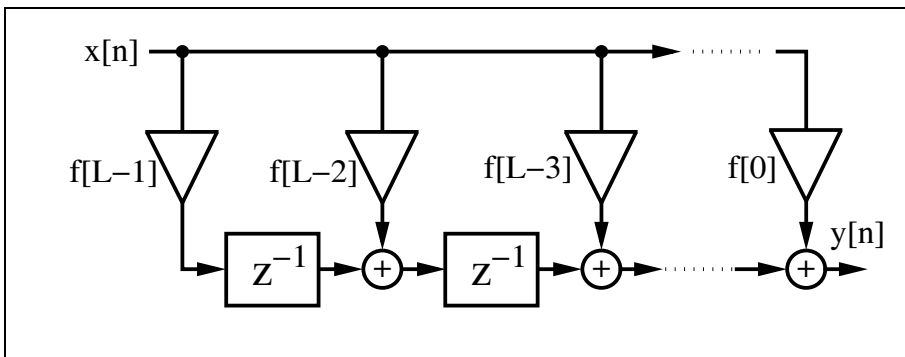 x[n]
f[L−1] f[L−2] f[L−3] f[0]
y[n]
z⁻¹ + z⁻¹ + +